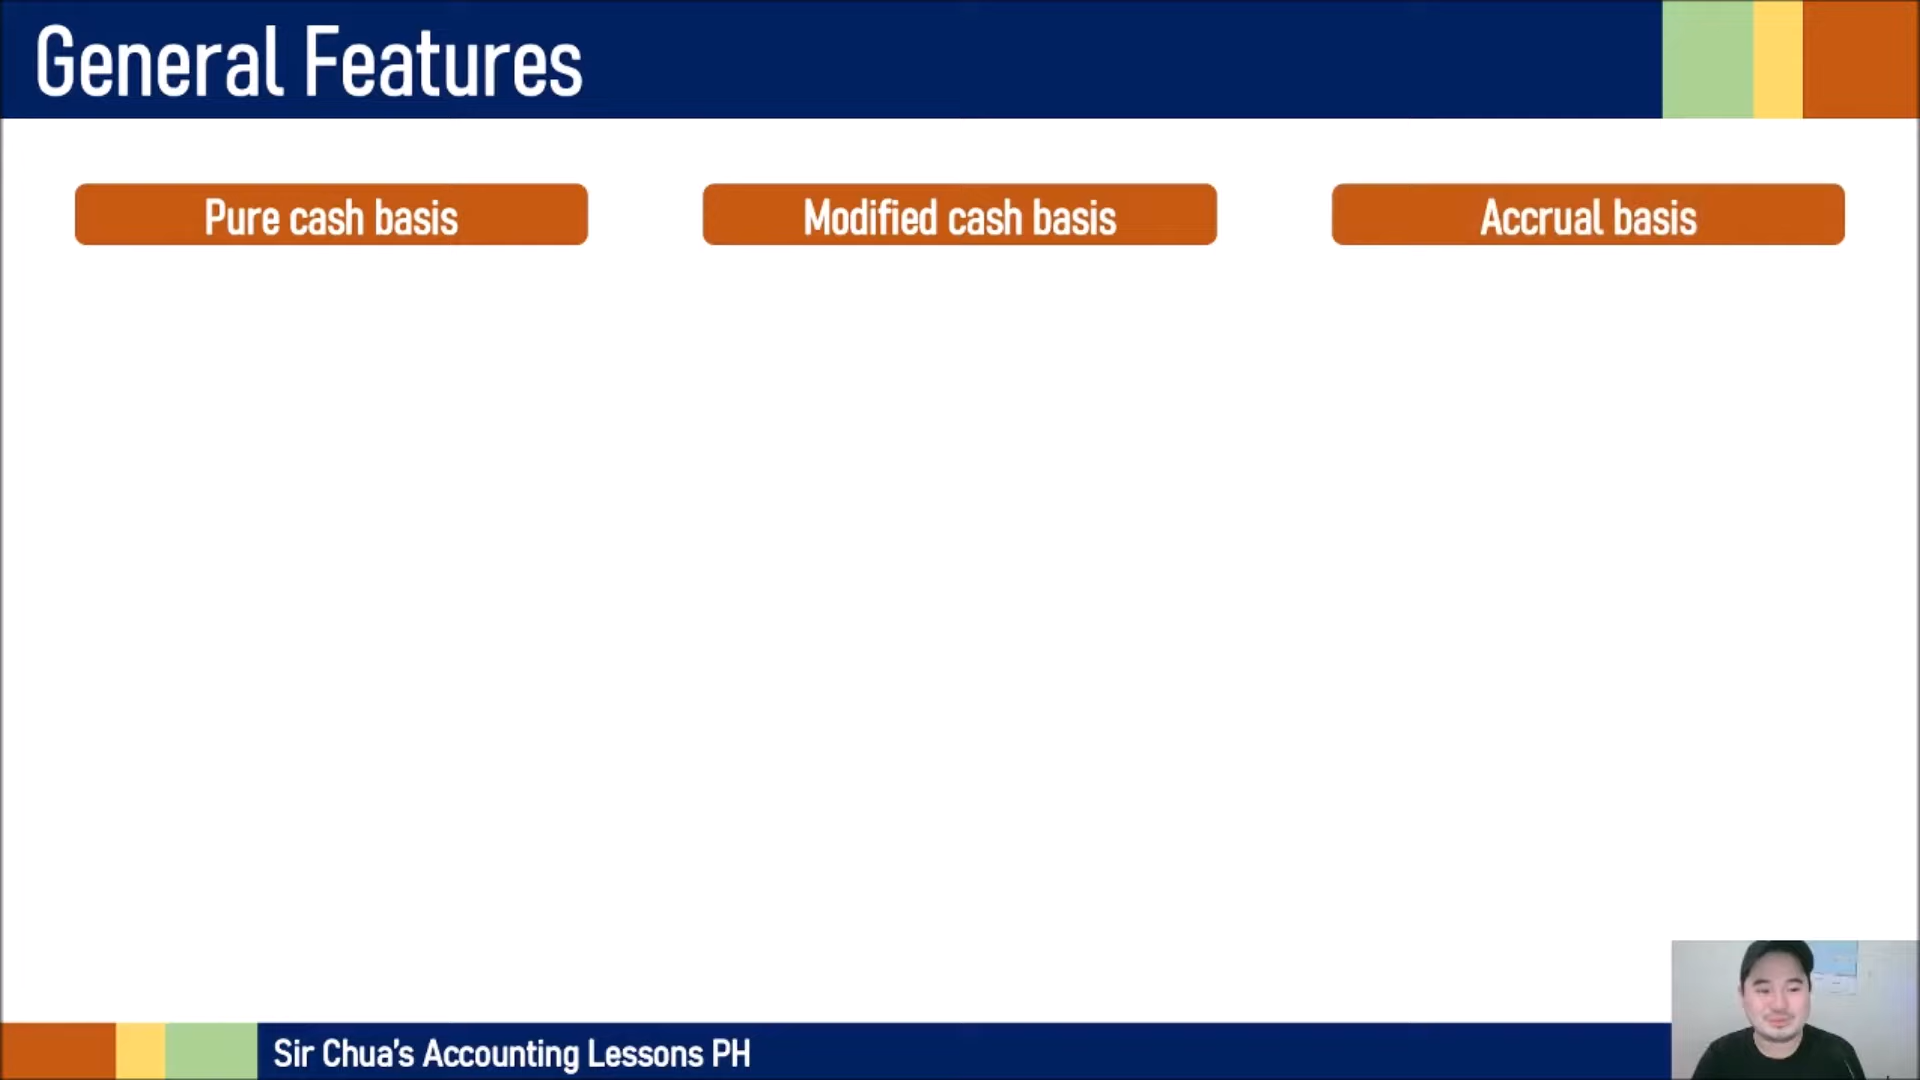 General Features
Pure cash basis
Modified cash basis
Accrual basis
Sir Chua's Accounting Lessons PH